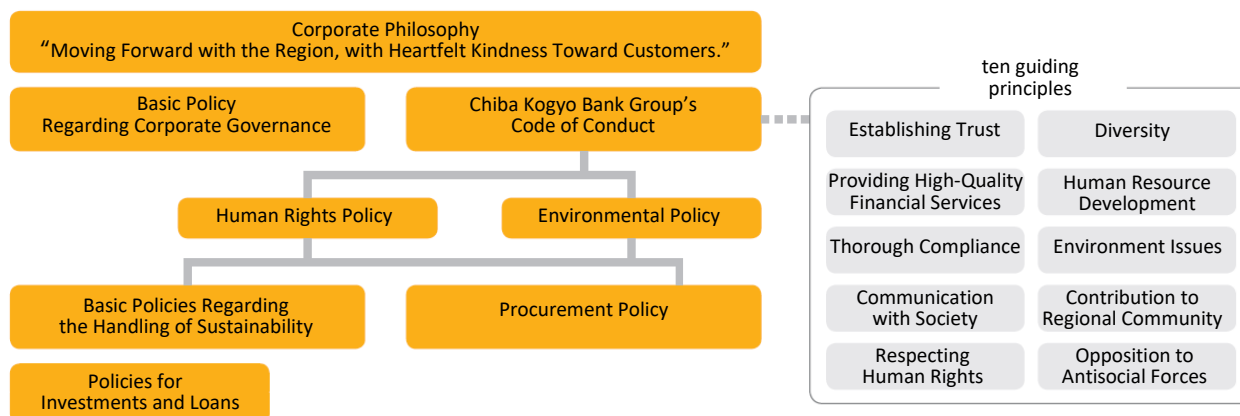 Corporate Philosophy
“Moving Forward with the Region, with Heartfelt Kindness Toward Customers.”
Basic Policy
Regarding Corporate Governance
Chiba Kogyo Bank Group’s
Code of Conduct
Human Rights Policy
Environmental Policy
Basic Policies Regarding
the Handling of Sustainability
Procurement Policy
Policies for
Investments and Loans
ten guiding
principles
Establishing Trust
Diversity
Providing High-Quality
Financial Services
Human Resource
Development
Thorough Compliance
Environment Issues
Communication
with Society
Contribution to
Regional Community
Respecting
Human Rights
Opposition to
Antisocial Forces